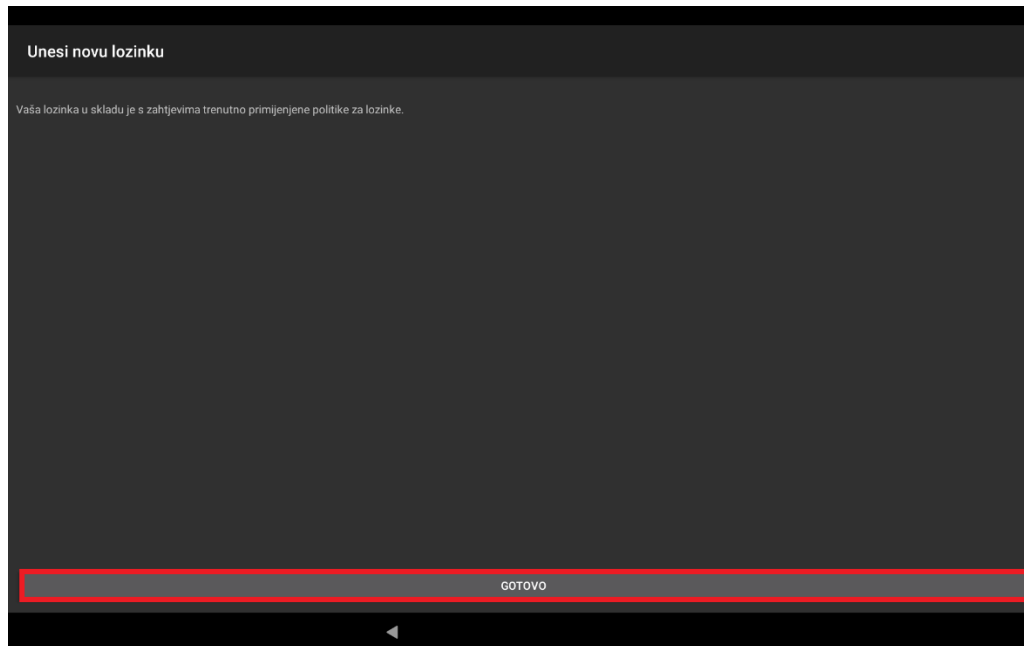 Unesi novu lozinku
Vaša lozinka u skladu je s zahtjevima trenutno primijenjene politike za lozinke.
GOTOVO